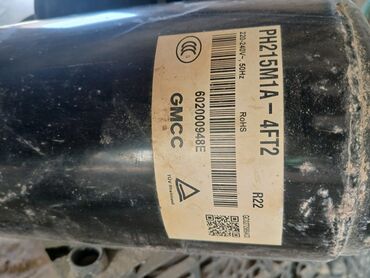 PH215M1A-4FT2
220-240V~, 50Hz
RoHS
R22
602000948E
GMCC